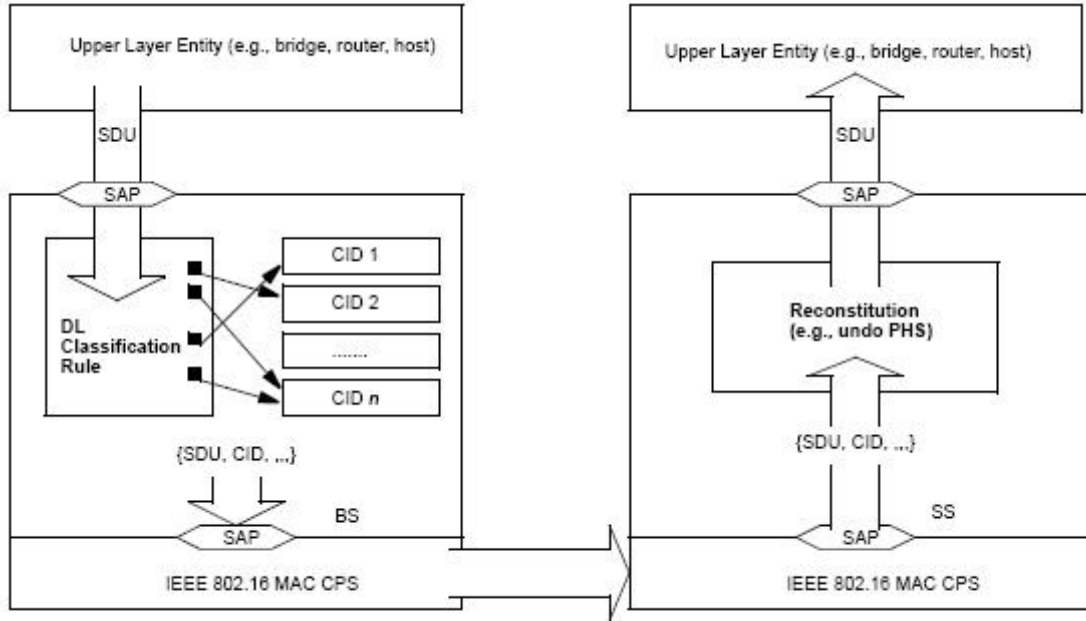 Upper Layer Entity (e.g., bridge, router, host)
SDU
SAP
DL
Classification
Rule
CID 1
CID 2
........
CID n
{SDU, CID, ,,,}
BS
SAP
IEEE 802.16 MAC CPS
Upper Layer Entity (e.g., bridge, router, host)
SDU
SAP
Reconstitution
(e.g., undo PHS)
{SDU, CID, ,,,}
SS
SAP
IEEE 802.16 MAC CPS